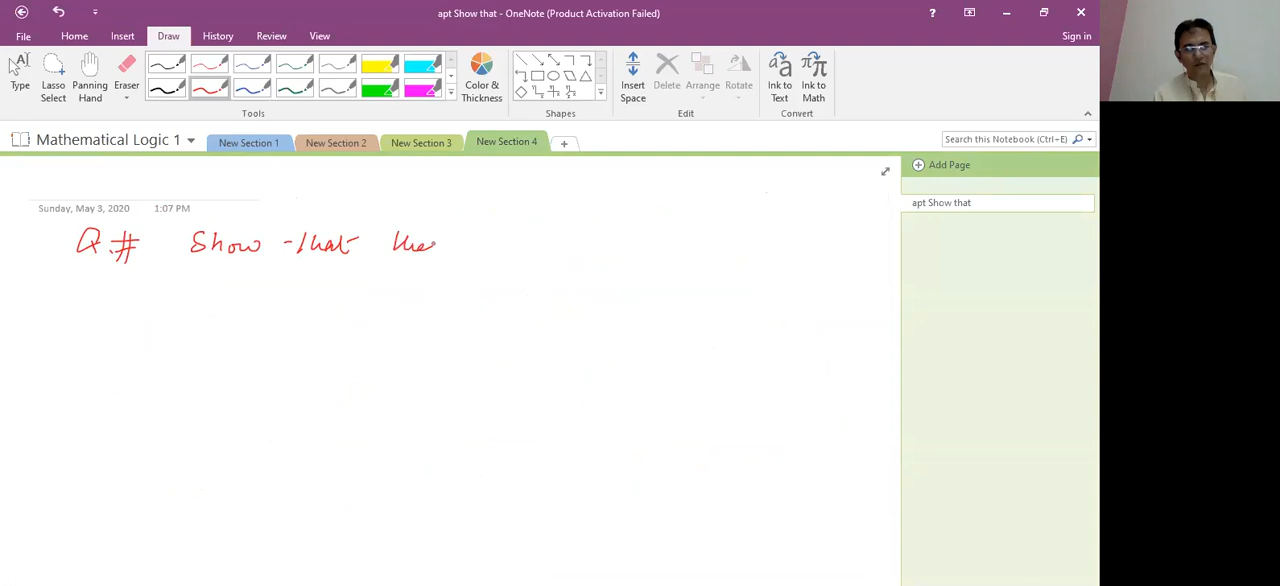 apt Show that - OneNote (Product Activation Failed)
?
File Home Insert Draw History Review View Sign in
Type Lasso Select Panning Hand Eraser Color & Thickness Insert Space Delete Arrange Rotate Ink to Text Ink to Math
Tools Shapes Edit Convert
Mathematical Logic 1 New Section 1 New Section 2 New Section 3 New Section 4 + Search this Notebook (Ctrl+E)
Add Page
apt Show that
Sunday, May 3, 2020 1:07 PM
Q.# Show that the